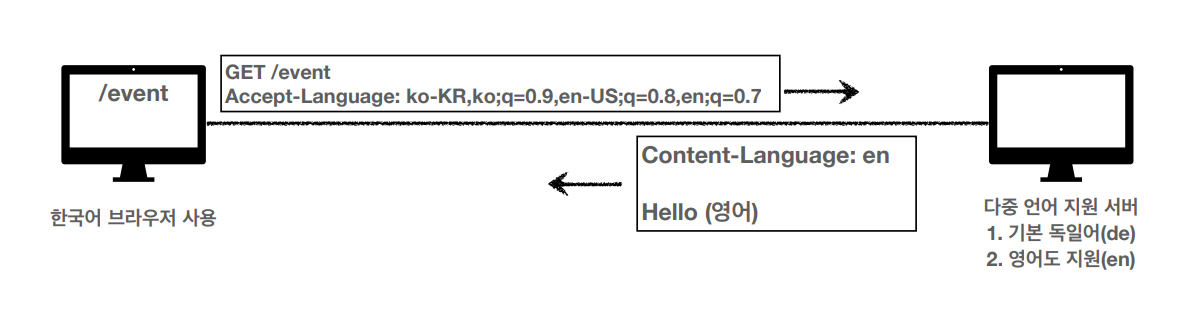 /event
GET /event
Accept-Language: ko-KR,ko;q=0.9,en-US;q=0.8,en;q=0.7
Content-Language: en
Hello (영어)
한국어 브라우저 사용
다중 언어 지원 서버
1. 기본 독일어(de)
2. 영어도 지원(en)